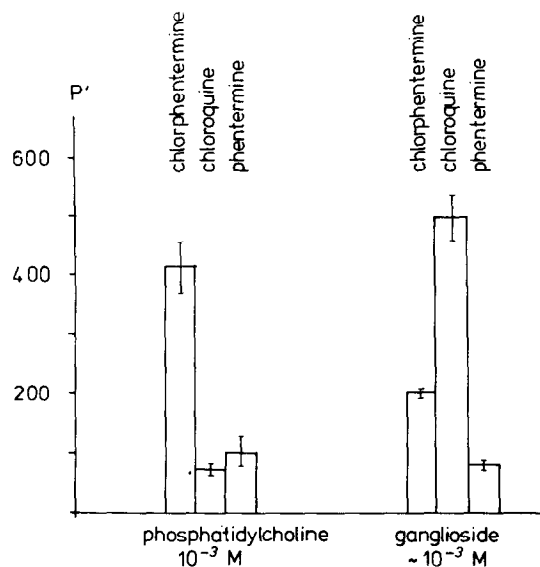 P'
600
400
200
chlorphentermine
chloroquine
phentermine
chlorphentermine
chloroquine
phentermine
phosphatidylcholine
10⁻³ M
ganglioside
~ 10⁻³ M